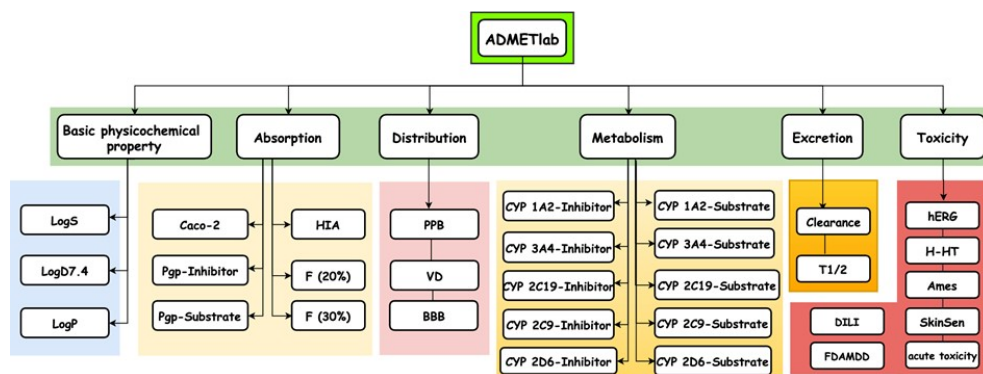 ADMETlab
Basic physicochemical
property
Absorption
Distribution
Metabolism
Excretion
Toxicity
LogS
LogD7.4
LogP
Caco-2
HIA
Pgp-Inhibitor
F (20%)
Pgp-Substrate
F (30%)
PPB
VD
BBB
CYP 1A2-Inhibitor
CYP 1A2-Substrate
CYP 3A4-Inhibitor
CYP 3A4-Substrate
CYP 2C19-Inhibitor
CYP 2C19-Substrate
CYP 2C9-Inhibitor
CYP 2C9-Substrate
CYP 2D6-Inhibitor
CYP 2D6-Substrate
Clearance
T1/2
hERG
H-HT
Ames
DILI
SkinSen
FDAMDD
acute toxicity